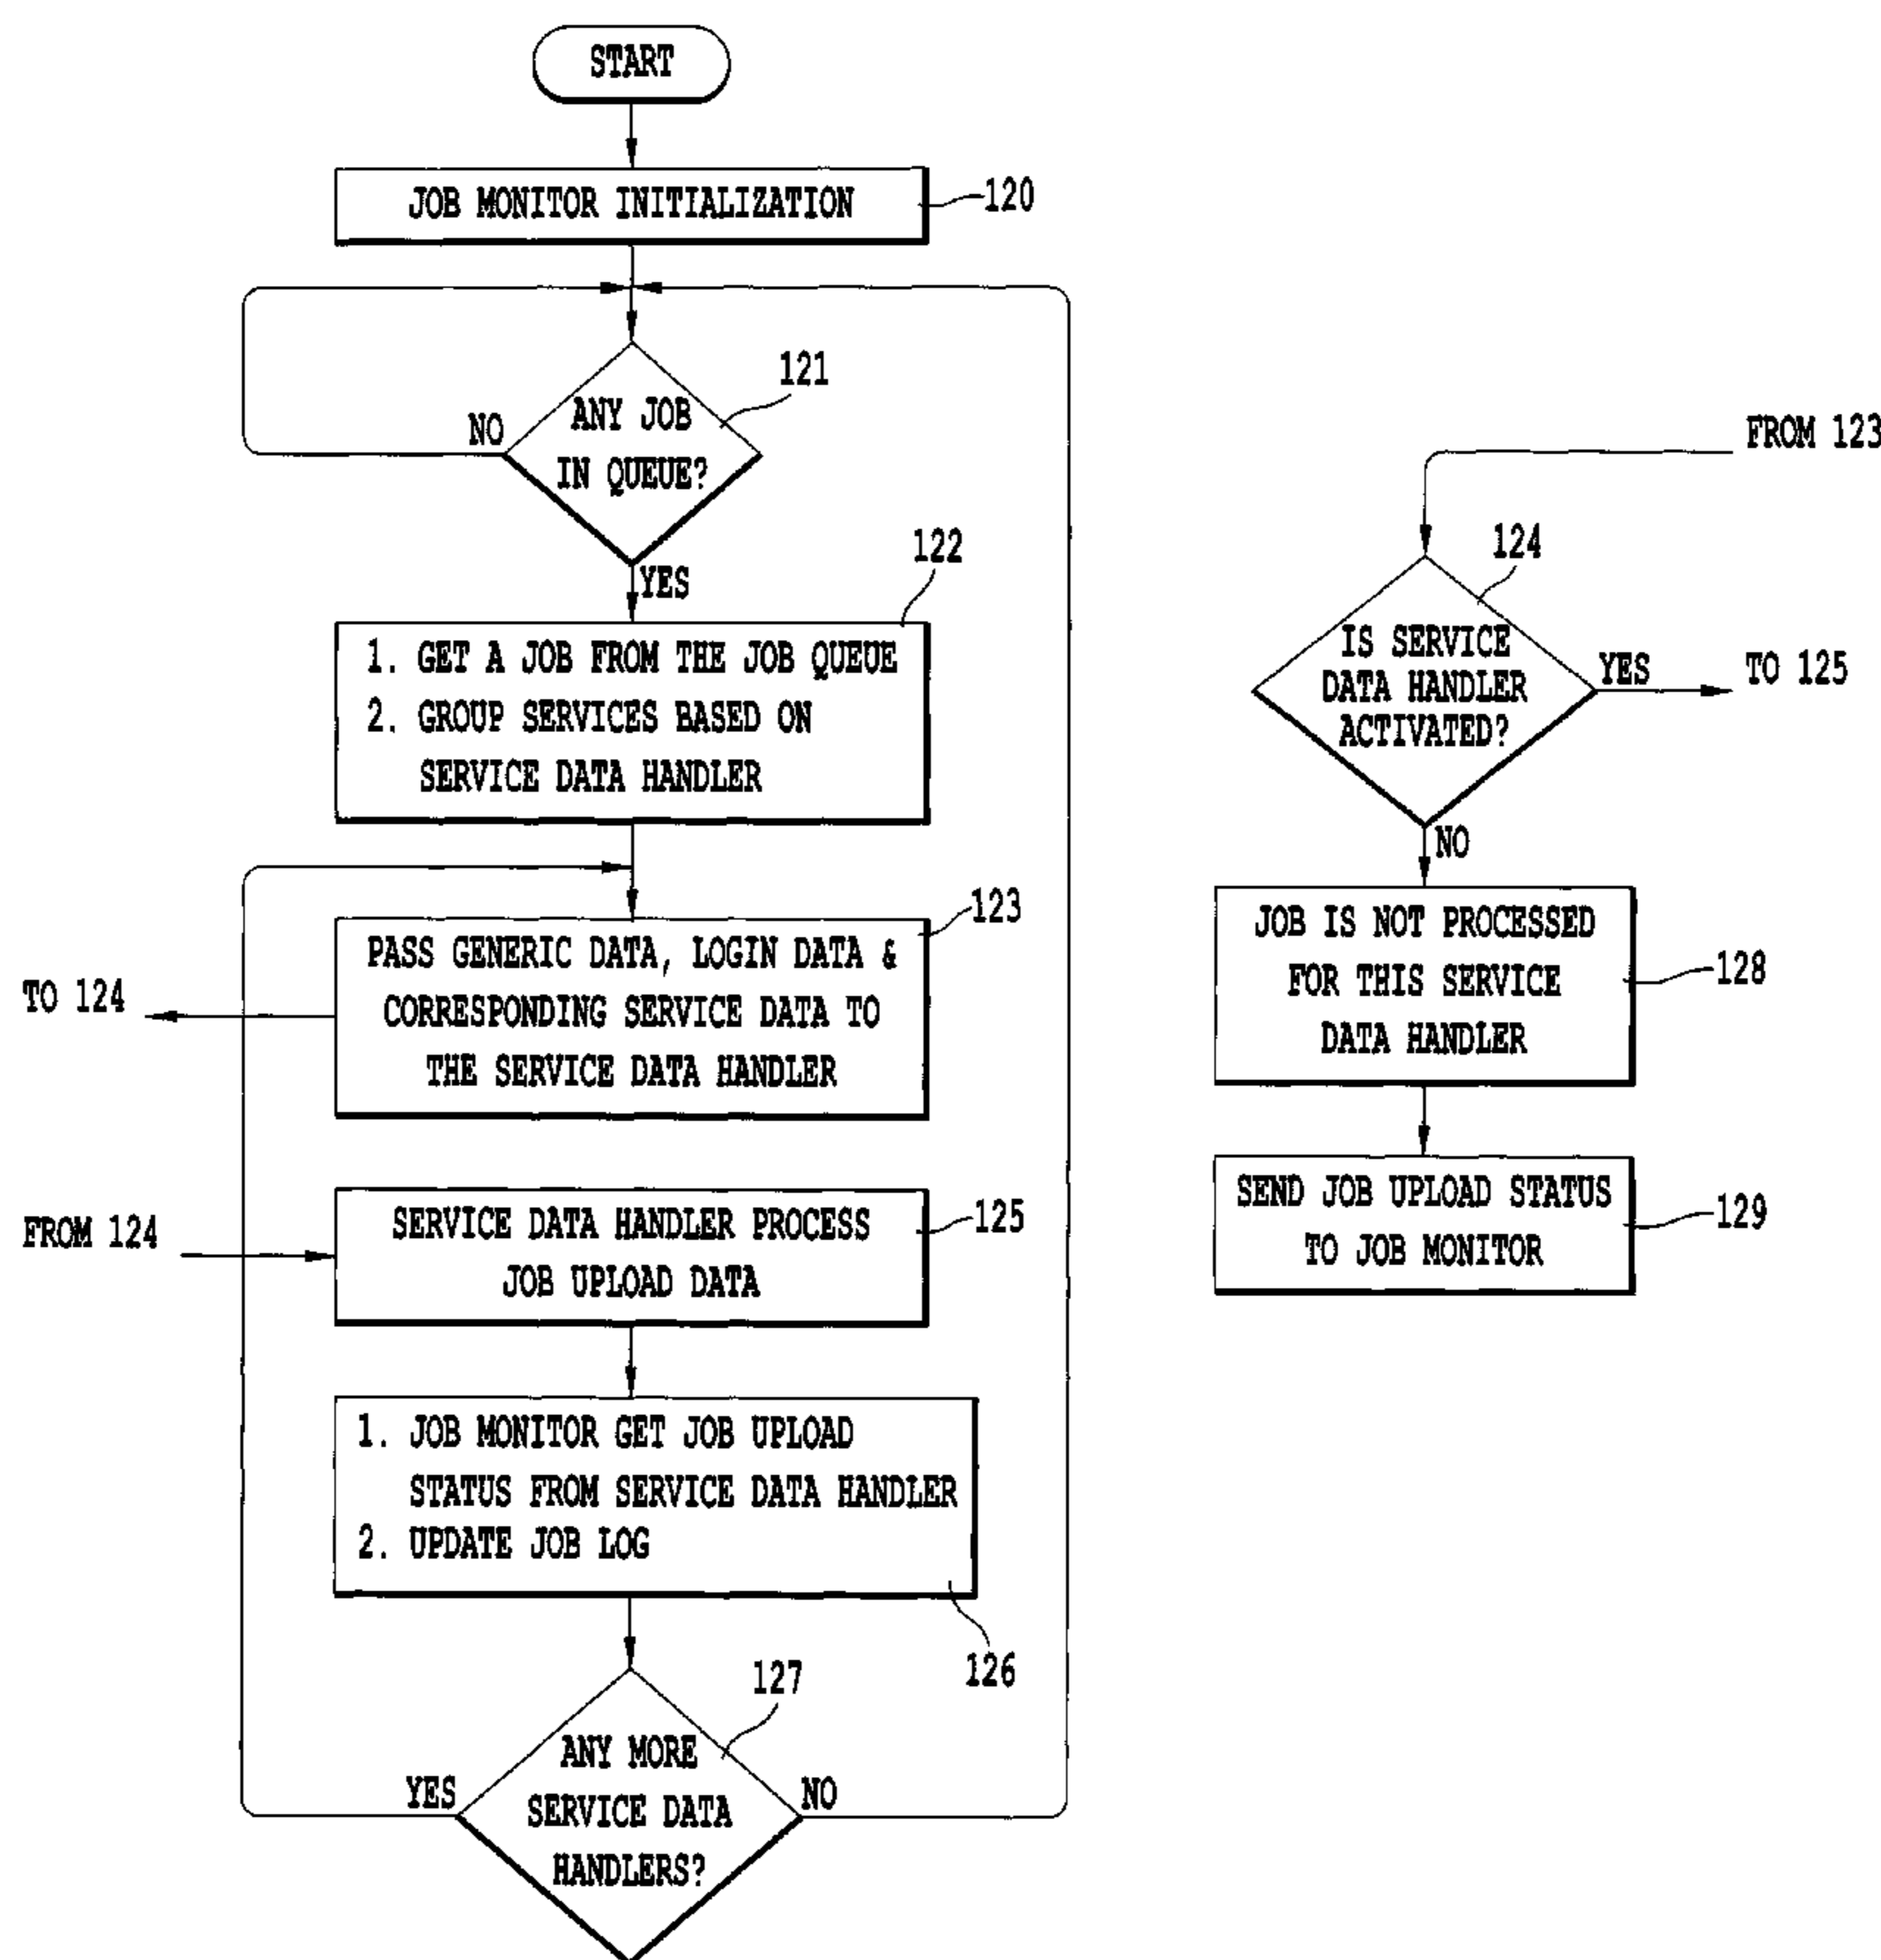 START
JOB MONITOR INITIALIZATION
120
121
ANY JOB
IN QUEUE?
NO
YES
122
1. GET A JOB FROM THE JOB QUEUE
2. GROUP SERVICES BASED ON
SERVICE DATA HANDLER
123
PASS GENERIC DATA, LOGIN DATA &
CORRESPONDING SERVICE DATA TO
THE SERVICE DATA HANDLER
TO 124
FROM 124
SERVICE DATA HANDLER PROCESS
JOB UPLOAD DATA
125
1. JOB MONITOR GET JOB UPLOAD
STATUS FROM SERVICE DATA HANDLER
2. UPDATE JOB LOG
126
127
ANY MORE
SERVICE DATA
HANDLERS?
YES
NO
FROM 123
124
IS SERVICE
DATA HANDLER
ACTIVATED?
YES
TO 125
NO
JOB IS NOT PROCESSED
FOR THIS SERVICE
DATA HANDLER
128
SEND JOB UPLOAD STATUS
TO JOB MONITOR
129